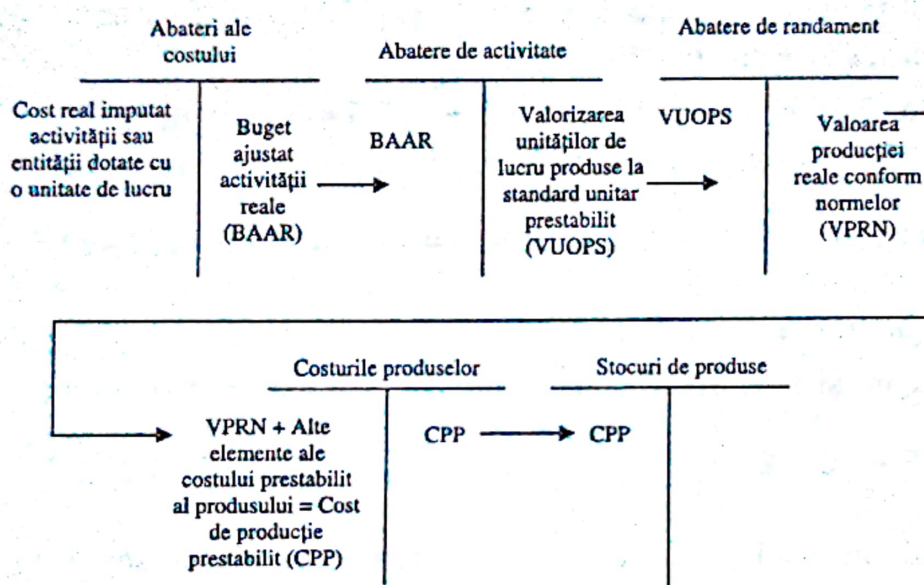 Abateri ale
costului
Abatere de activitate
Abatere de randament
Cost real imputat
activității sau
entității dotate cu
o unitate de lucru
Buget
ajustat
activității
reale
(BAAR)
BAAR
Valorizarea
unităților de
lucru produse la
standard unitar
prestabilit
(VUOPS)
VUOPS
Valoarea
producției
reale conform
normelor
(VPRN)
Costurile produselor
Stocuri de produse
VPRN + Alte
elemente ale
costului prestabilit
al produsului = Cost
de producție
prestabilit (CPP)
CPP
CPP